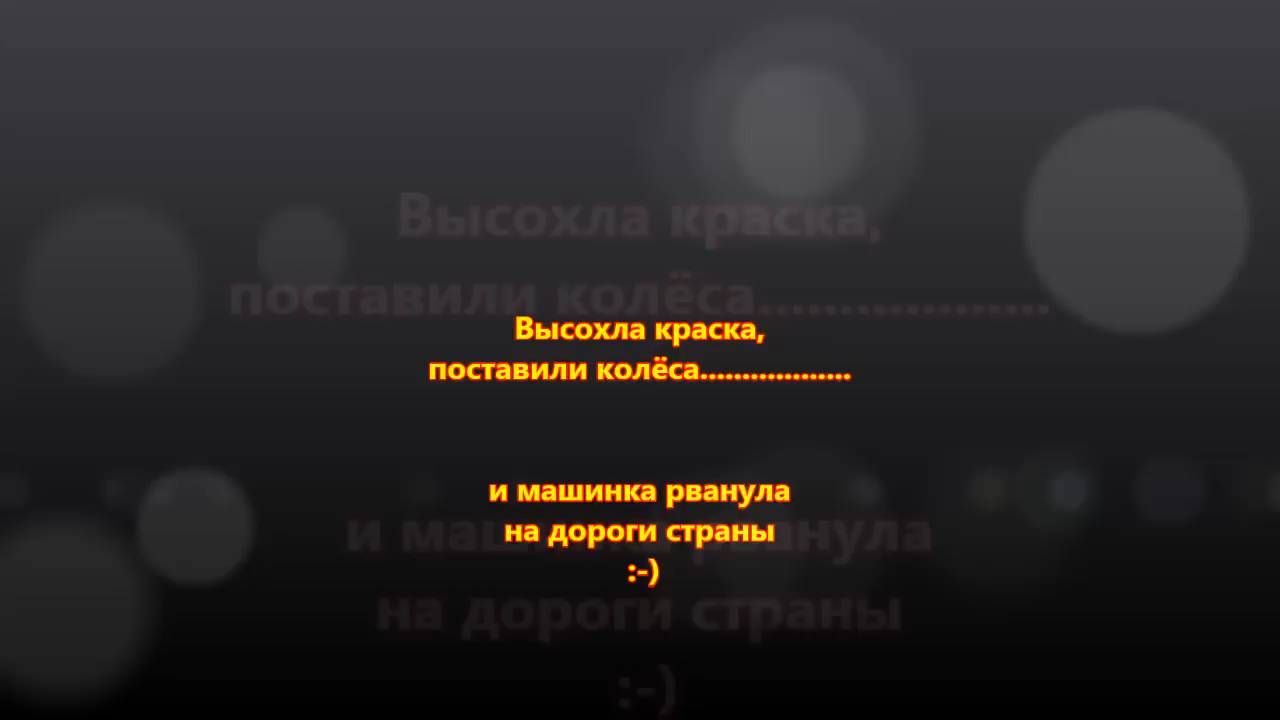 Высохла краска,
поставили колёса..................
и машинка рванула
на дороги страны
:-)